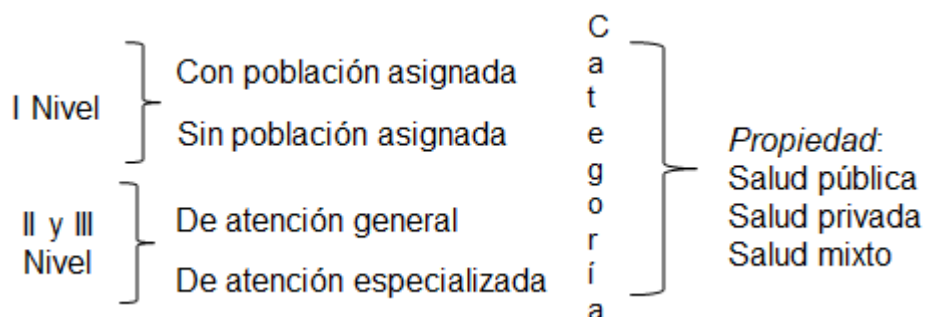 I Nivel
Con población asignada
Sin población asignada
II y III
Nivel
De atención general
De atención especializada
Categoría
Propiedad:
Salud pública
Salud privada
Salud mixto